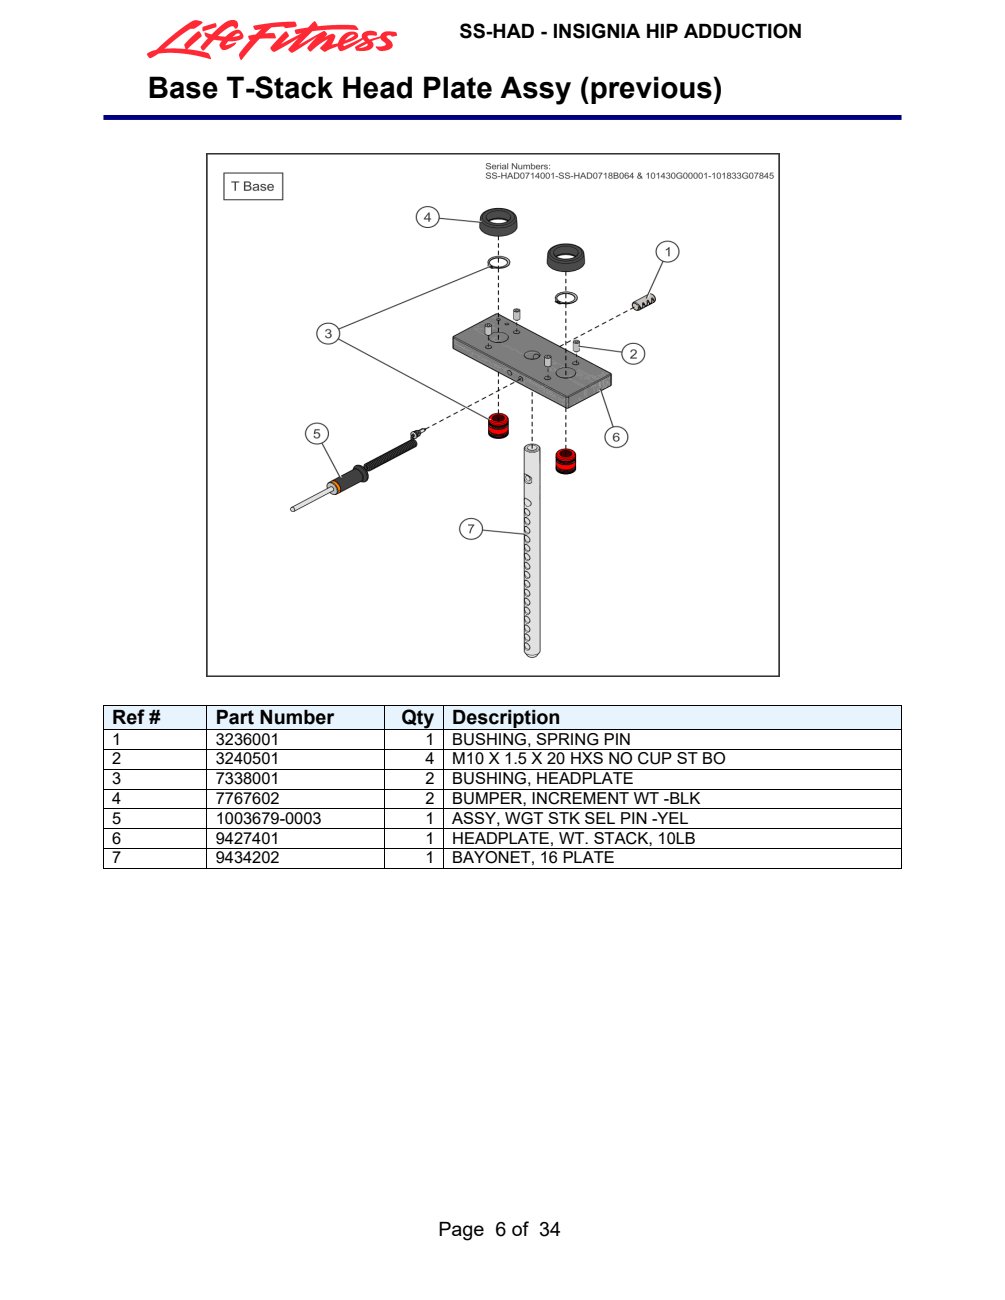 Life Fitness
SS-HAD - INSIGNIA HIP ADDUCTION
Base T-Stack Head Plate Assy (previous)
Serial Numbers:
SS-HAD0714001-SS-HAD0718B064 & 101430G00001-101833G07845
T Base
4
1
3
2
5
6
7
Ref # Part Number Qty Description
1 3236001 1 BUSHING, SPRING PIN
2 3240501 4 M10 X 1.5 X 20 HXS NO CUP ST BO
3 7338001 2 BUSHING, HEADPLATE
4 7767602 2 BUMPER, INCREMENT WT -BLK
5 1003679-0003 1 ASSY, WGT STK SEL PIN -YEL
6 9427401 1 HEADPLATE, WT. STACK, 10LB
7 9434202 1 BAYONET, 16 PLATE
Page 6 of 34